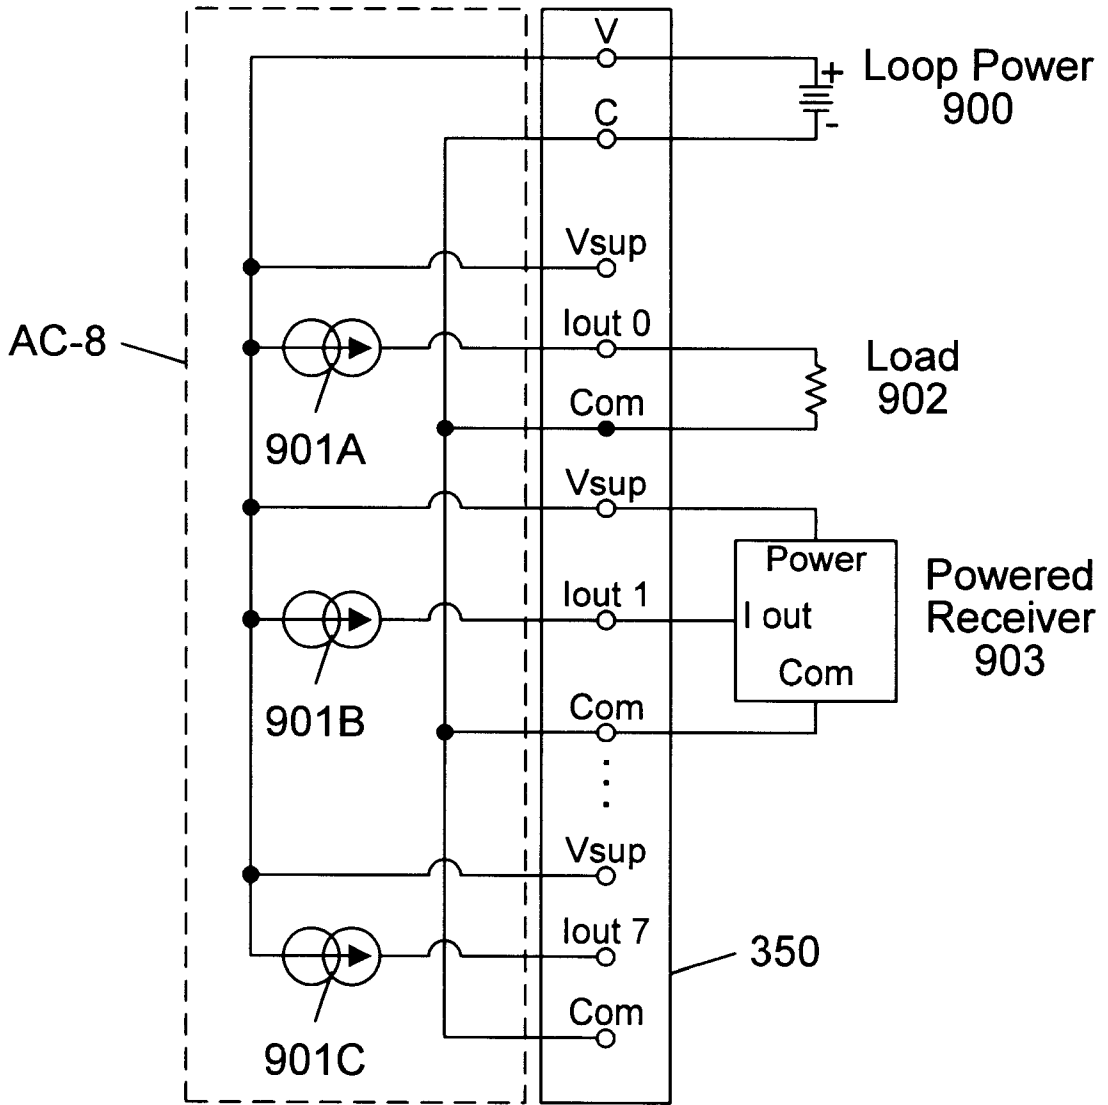 V
+
Loop Power
900
C
-
Vsup
Iout 0
AC-8
Load
902
Com
901A
Vsup
Power
Powered
Receiver
903
Iout 1
I out
Com
901B
Com
Vsup
Iout 7
350
Com
901C